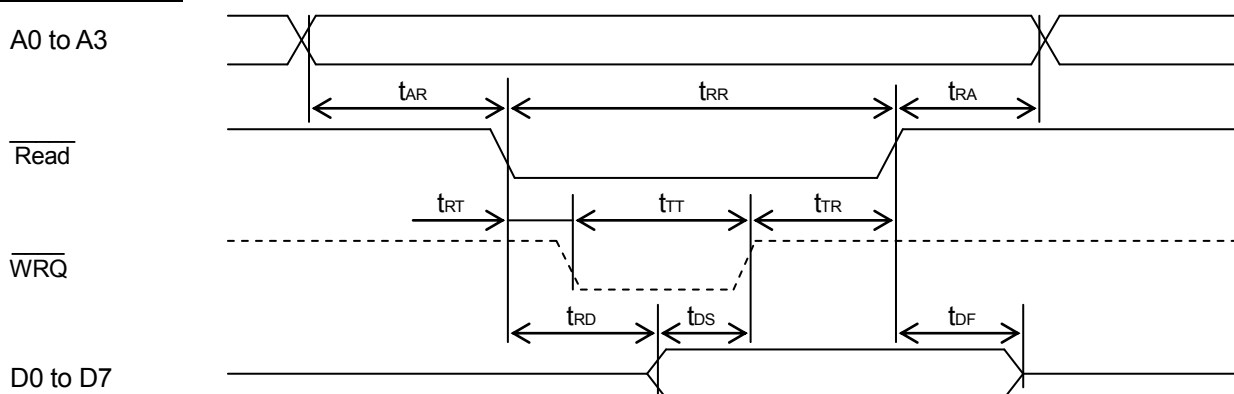 A0 to A3
tAR tRR tRA
Read
tRT tTT tTR
WRQ
tRD tDS tDF
D0 to D7